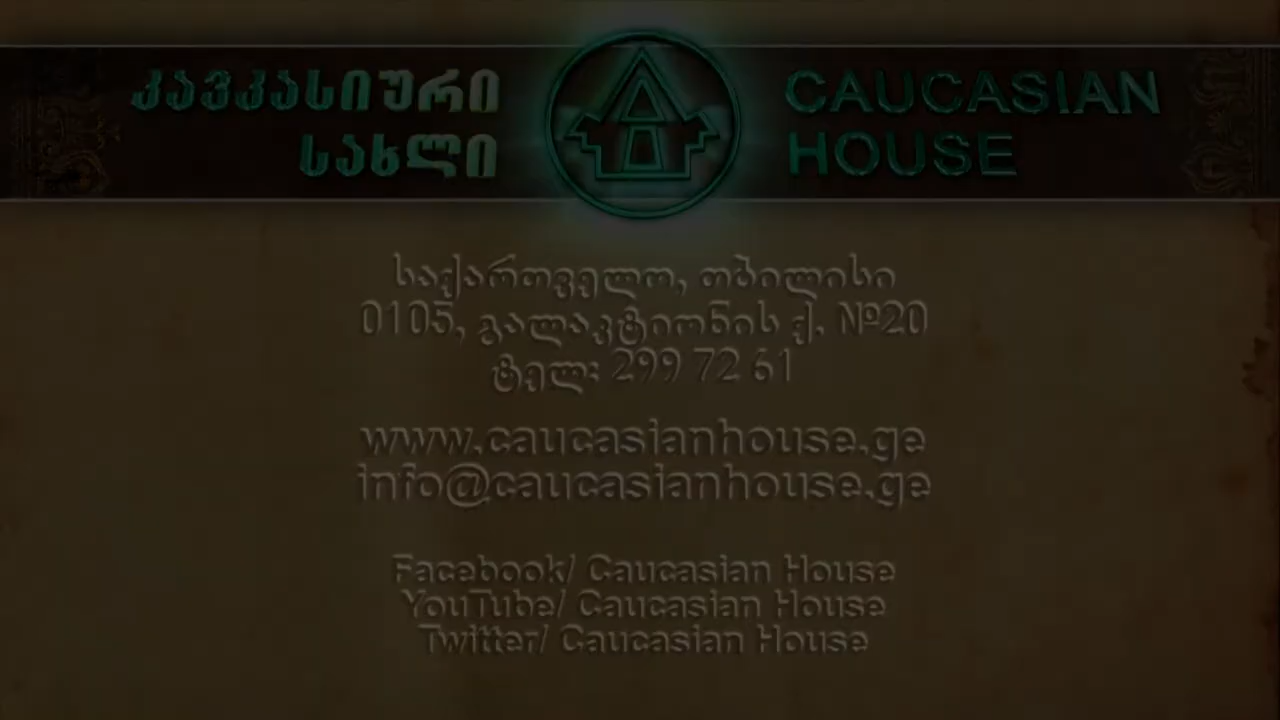 კავკასიური
სახლი
CAUCASIAN
HOUSE
საქართველო, თბილისი
0105, გალაკტიონის ქ. №20
ტელ: 299 72 61
www.caucasianhouse.ge
info@caucasianhouse.ge
Facebook/ Caucasian House
YouTube/ Caucasian House
Twitter/ Caucasian House